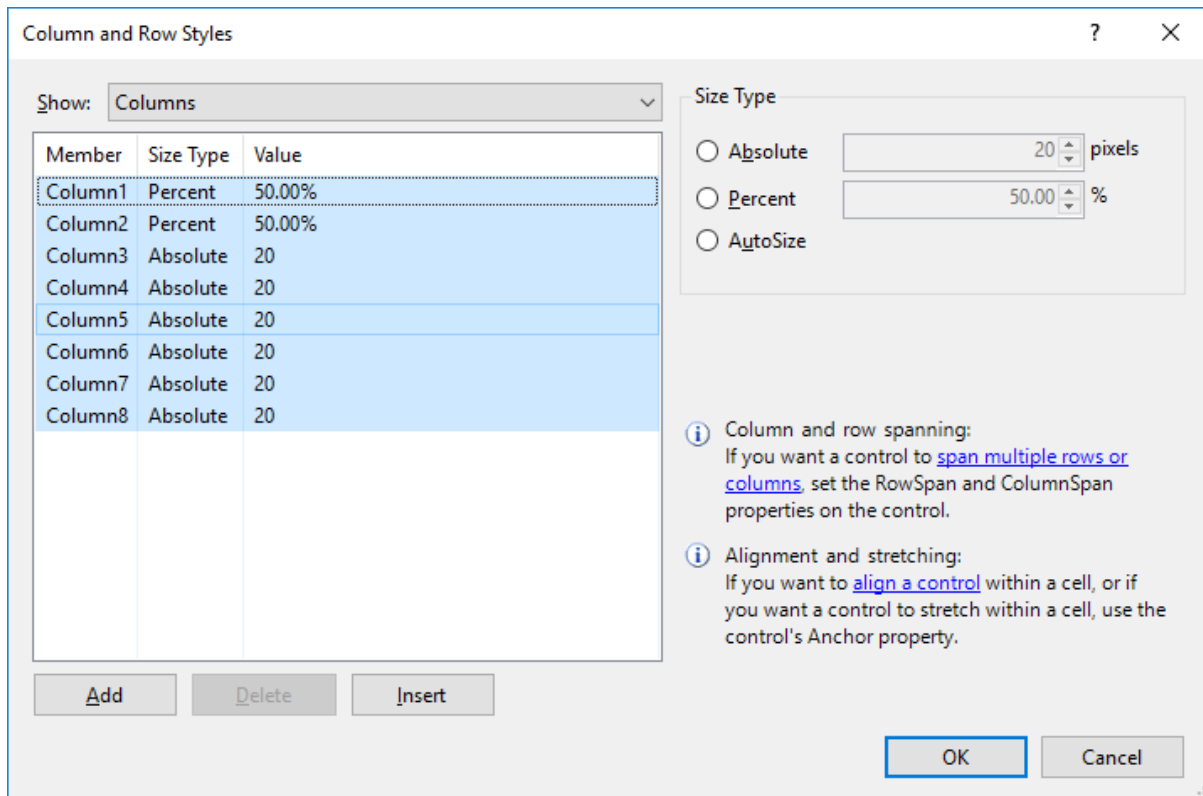 Column and Row Styles ?
Show: Columns
Member Size Type Value
Column1 Percent 50.00%
Column2 Percent 50.00%
Column3 Absolute 20
Column4 Absolute 20
Column5 Absolute 20
Column6 Absolute 20
Column7 Absolute 20
Column8 Absolute 20
Add Delete Insert
Size Type
Absolute 20 pixels
Percent 50.00 %
AutoSize
Column and row spanning:
If you want a control to span multiple rows or
columns, set the RowSpan and ColumnSpan
properties on the control.
Alignment and stretching:
If you want to align a control within a cell, or if
you want a control to stretch within a cell, use the
control's Anchor property.
OK Cancel